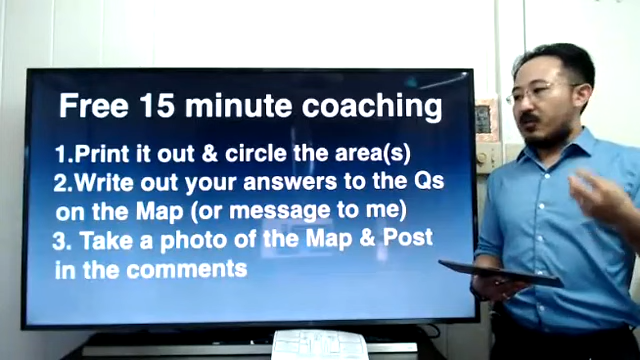 Free 15 minute coaching
1.Print it out & circle the area(s)
2.Write out your answers to the Qs
on the Map (or message to me)
3. Take a photo of the Map & Post
in the comments